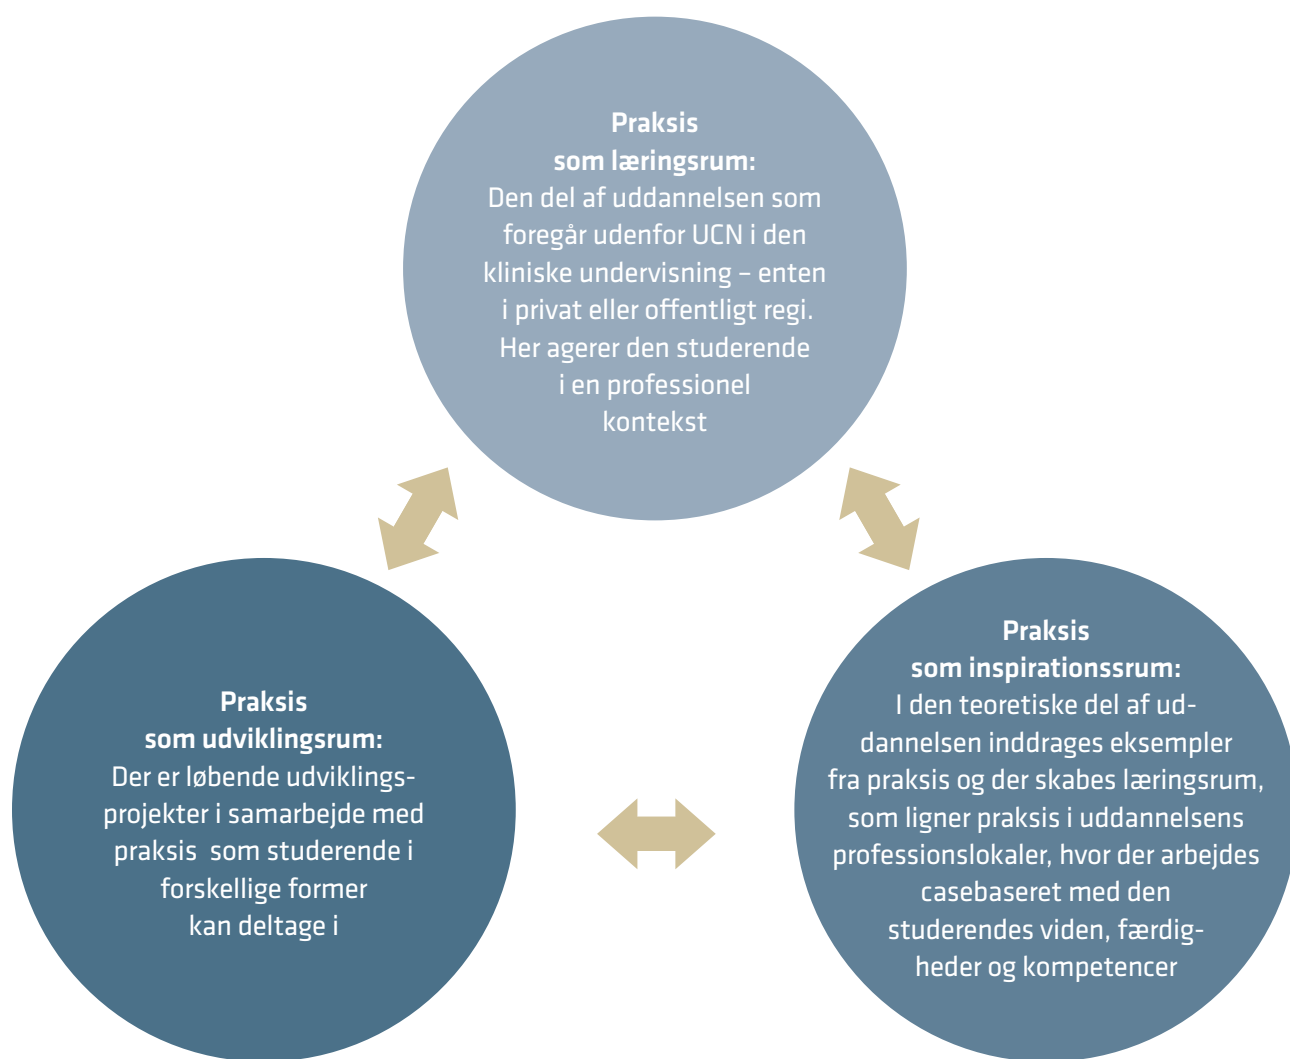 Praksis
som læringsrum:
Den del af uddannelsen som
foregår udenfor UCN i den
kliniske undervisning – enten
i privat eller offentligt regi.
Her agerer den studerende
i en professionel
kontekst
Praksis
som udviklingsrum:
Der er løbende udviklings-
projekter i samarbejde med
praksis  som studerende i
forskellige former
kan deltage i
Praksis
som inspirationssrum:
I den teoretiske del af ud-
dannelsen inddrages eksempler
fra praksis og der skabes læringsrum,
som ligner praksis i uddannelsens
professionslokaler, hvor der arbejdes
casebaseret med den
studerendes viden, færdig-
heder og kompetencer